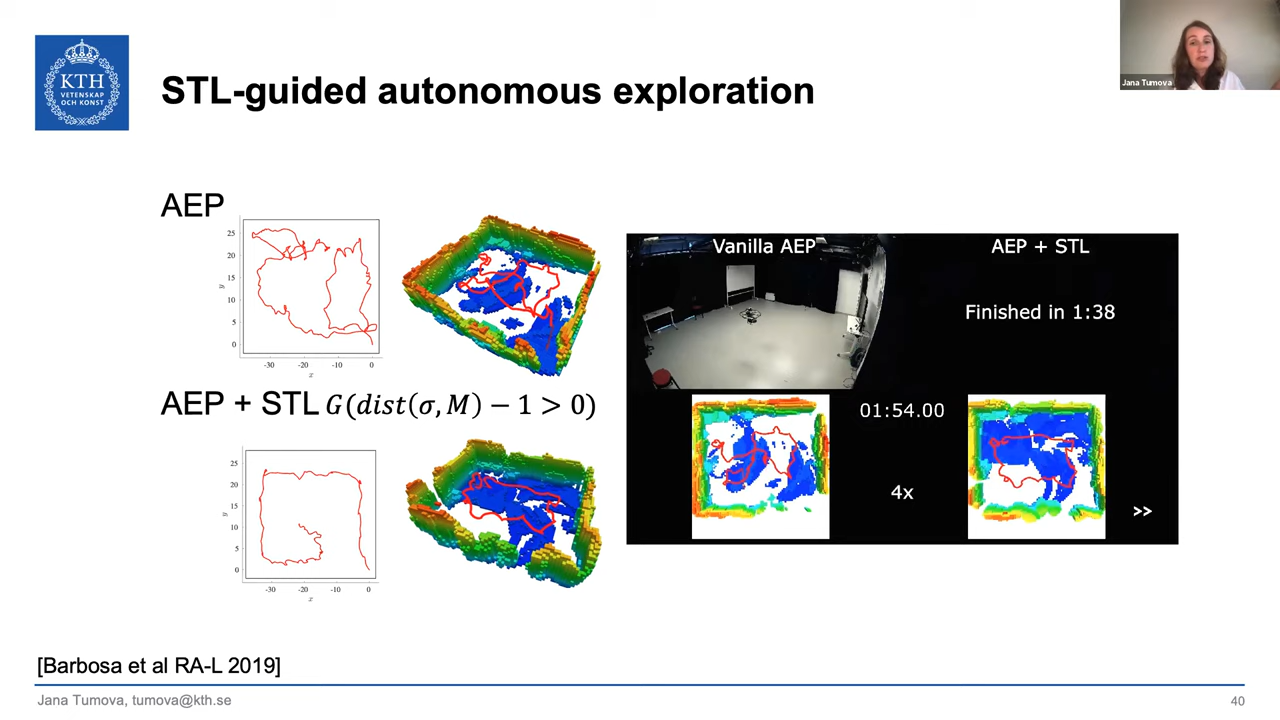 KTH
VETENSKAP
OCH KONST
STL-guided autonomous exploration
Jana Tumova
AEP
25
20
15
10
5
0
y
-30
-20
-10
0
x
AEP + STL G(dist(σ, M) − 1 > 0)
25
20
15
10
5
0
y
-30
-20
-10
0
x
Vanilla AEP
AEP + STL
Finished in 1:38
01:54.00
4x
>>
[Barbosa et al RA-L 2019]
Jana Tumova, tumova@kth.se
40